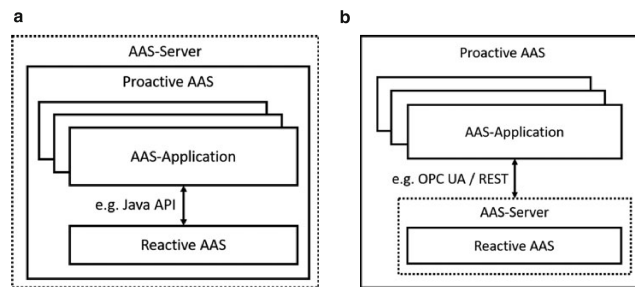 a
AAS-Server
Proactive AAS
AAS-Application
e.g. Java API
Reactive AAS
b
Proactive AAS
AAS-Application
e.g. OPC UA / REST
AAS-Server
Reactive AAS